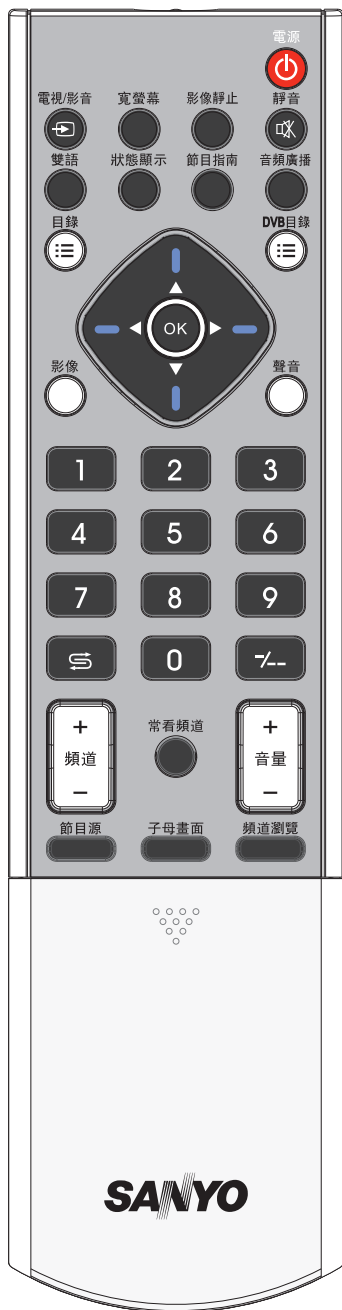 電源
電視/影音 寬螢幕 影像靜止 靜音
雙語 狀態顯示 節目指南 音頻廣播
目錄 DVB目錄
OK
影像 聲音
1 2 3
4 5 6
7 8 9
0 -/--
+ 常看頻道 +
頻道 音量
− −
節目源 子母畫面 頻道瀏覽
SANYO